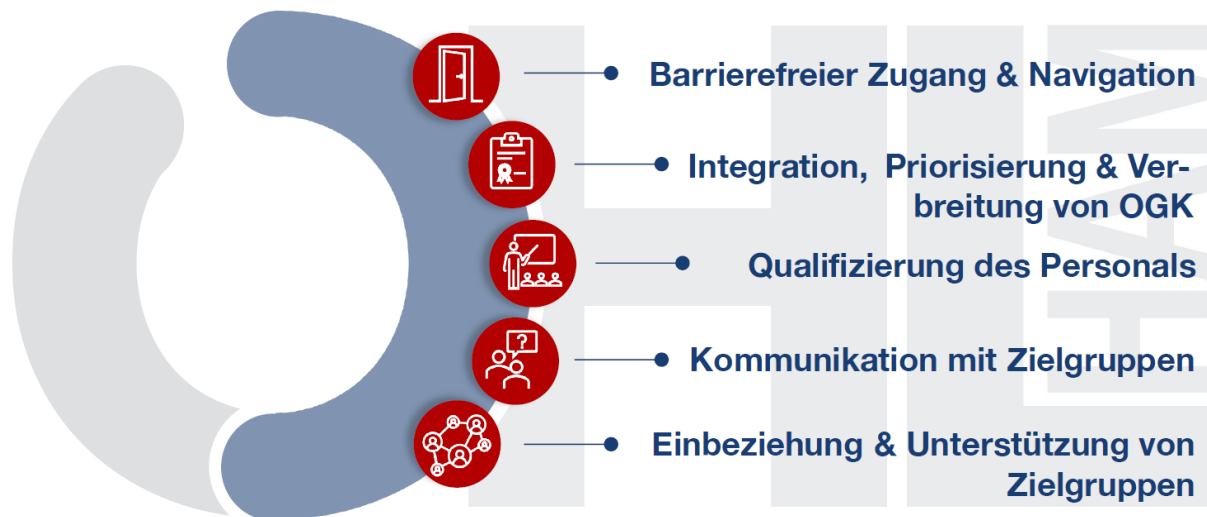 Barrierefreier Zugang & Navigation
Integration, Priorisierung & Ver-
breitung von OGK
Qualifizierung des Personals
?
Kommunikation mit Zielgruppen
Einbeziehung & Unterstützung von
Zielgruppen
HAM